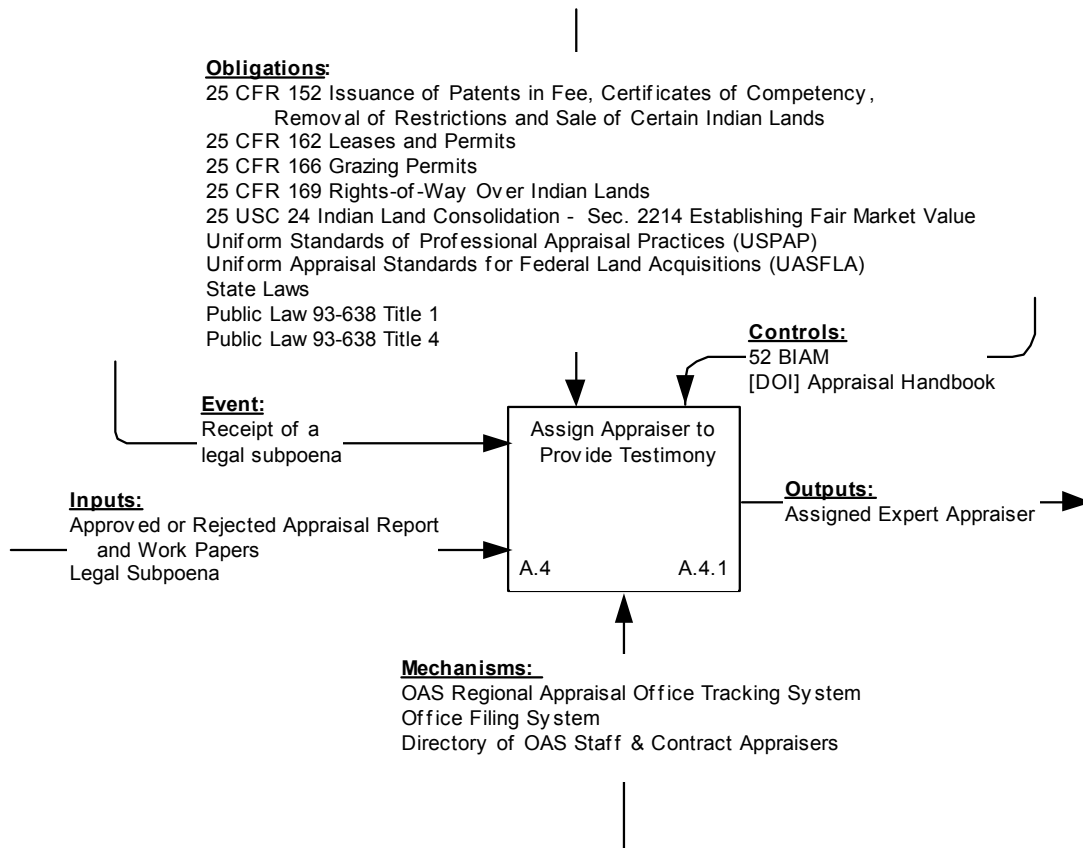 Obligations:
25 CFR 152 Issuance of Patents in Fee, Certificates of Competency,
Removal of Restrictions and Sale of Certain Indian Lands
25 CFR 162 Leases and Permits
25 CFR 166 Grazing Permits
25 CFR 169 Rights-of-Way Over Indian Lands
25 USC 24 Indian Land Consolidation - Sec. 2214 Establishing Fair Market Value
Uniform Standards of Professional Appraisal Practices (USPAP)
Uniform Appraisal Standards for Federal Land Acquisitions (UASFLA)
State Laws
Public Law 93-638 Title 1
Public Law 93-638 Title 4
Controls:
52 BIAM
[DOI] Appraisal Handbook
Event:
Receipt of a
legal subpoena
Assign Appraiser to
Provide Testimony
A.4 A.4.1
Inputs:
Approved or Rejected Appraisal Report
and Work Papers
Legal Subpoena
Outputs:
Assigned Expert Appraiser
Mechanisms:
OAS Regional Appraisal Office Tracking System
Office Filing System
Directory of OAS Staff & Contract Appraisers